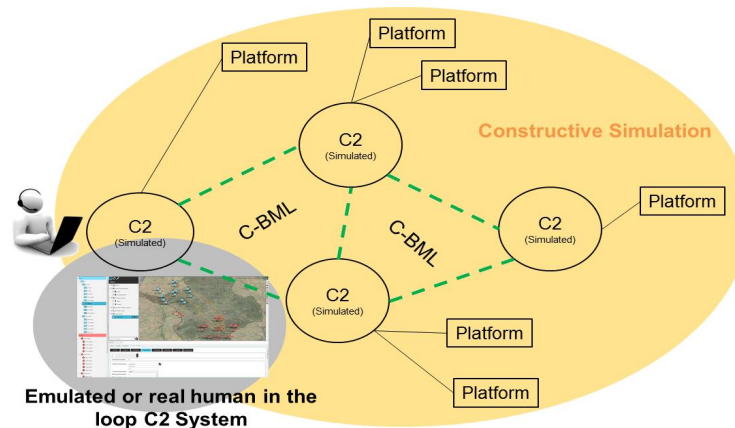 Platform
Platform
Platform
C2
(Simulated)
Constructive Simulation
Platform
C2
(Simulated)
C-BML
C-BML
C2
(Simulated)
C2
(Simulated)
Platform
Platform
Emulated or real human in the
loop C2 System